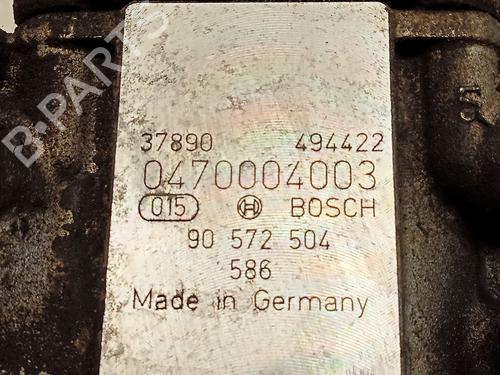 B-PARTS
37890 494422
0470004003
015 BOSCH
90 572 504
586
Made in Germany